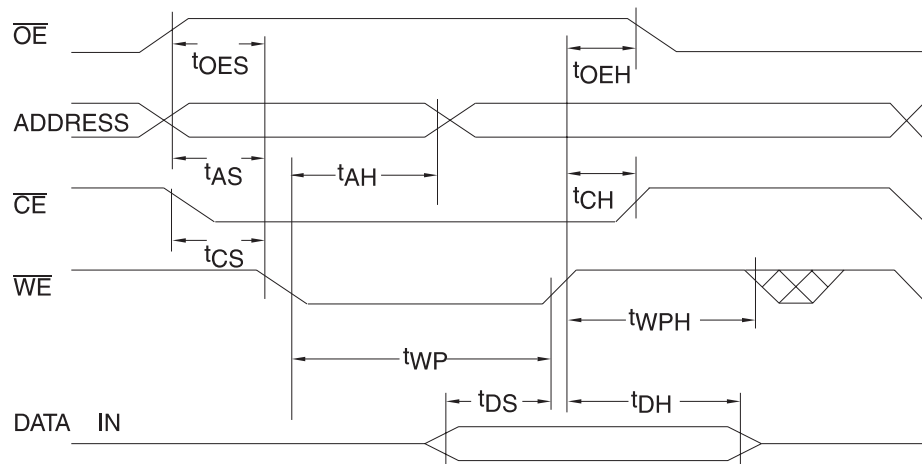 OE
tOES
tOEH
ADDRESS
tAS
tAH
CE
tCH
tCS
WE
tWPH
tWP
tDS
tDH
DATA IN